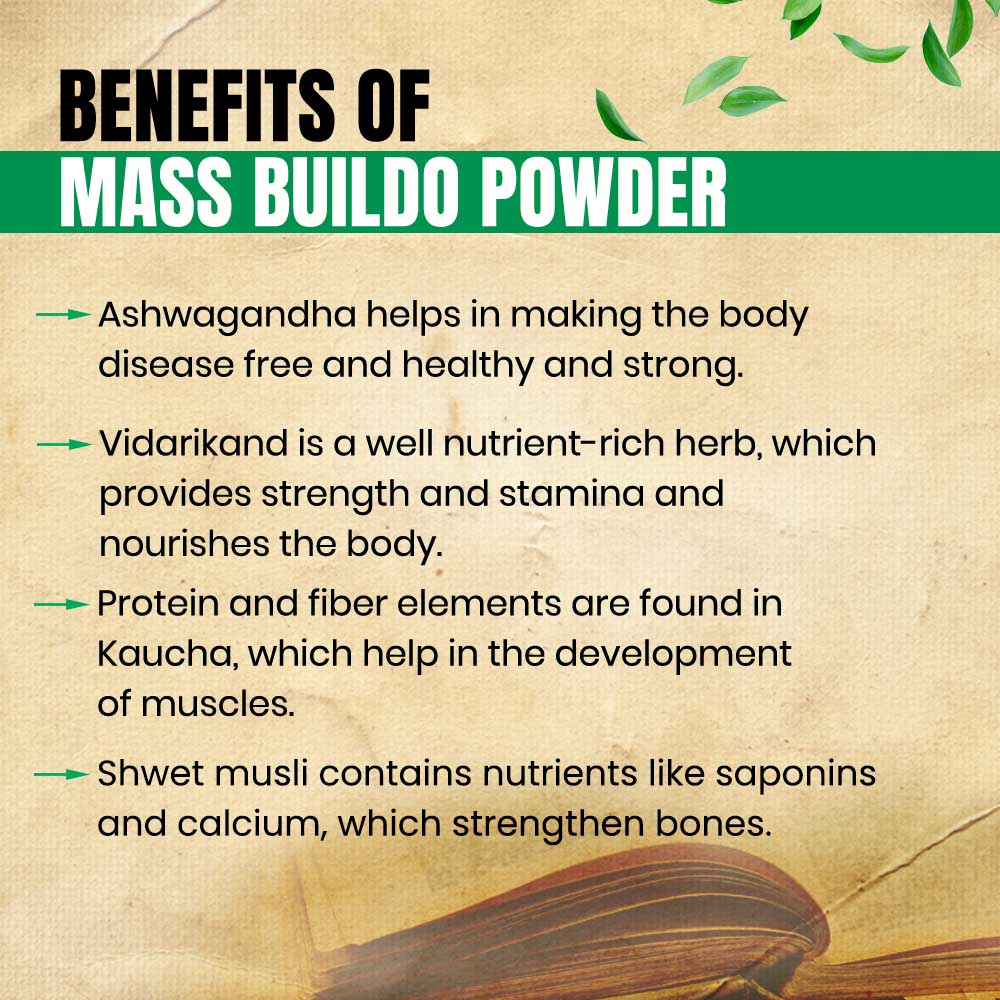 BENEFITS OF
MASS BUILDO POWDER
Ashwagandha helps in making the body
disease free and healthy and strong.
Vidarikand is a well nutrient-rich herb, which
provides strength and stamina and
nourishes the body.
Protein and fiber elements are found in
Kaucha, which help in the development
of muscles.
Shwet musli contains nutrients like saponins
and calcium, which strengthen bones.